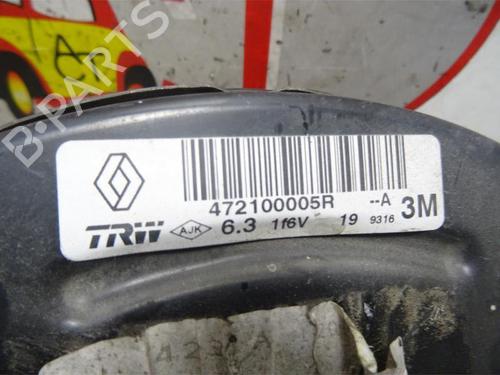 B-PARTS
472100005R --A 3M
TRW AJK 6.3 1f6V 19 9316